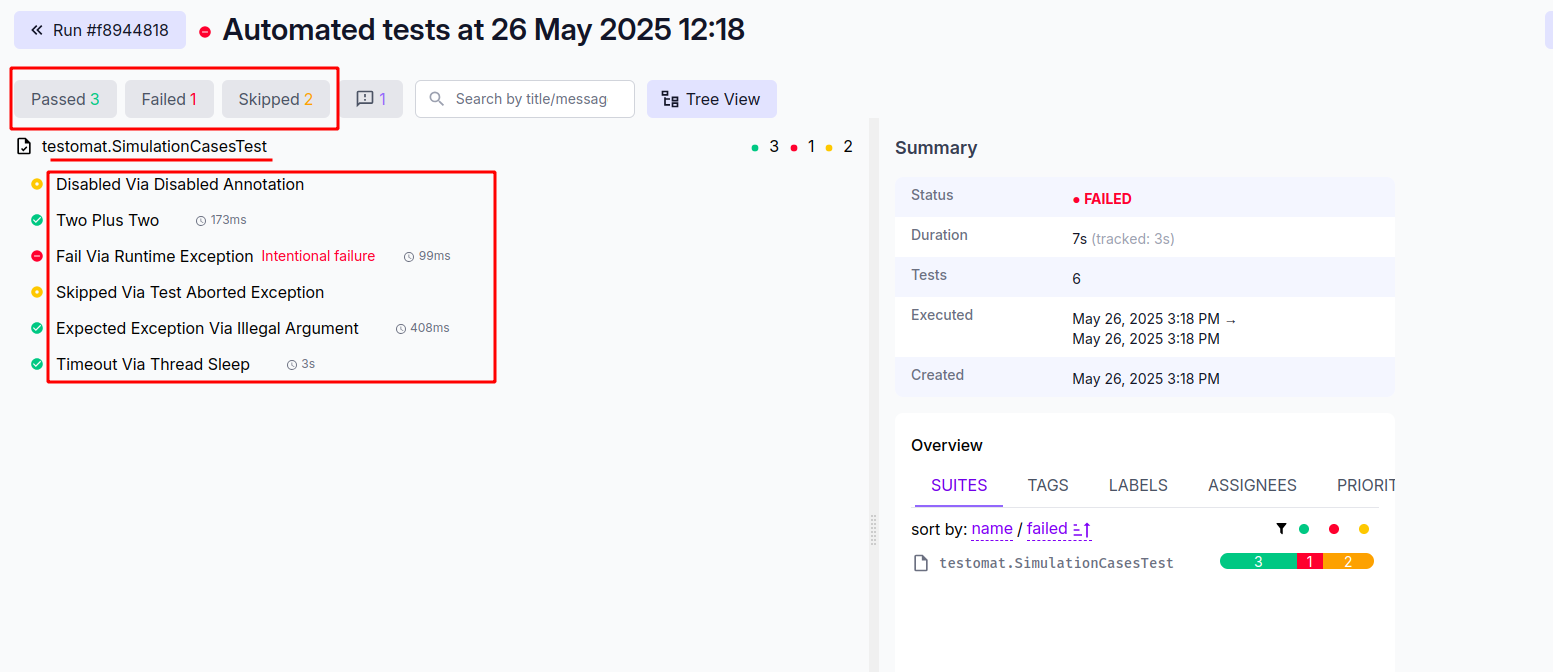 Run #f8944818 Automated tests at 26 May 2025 12:18
Passed 3 Failed 1 Skipped 2 1 Search by title/messag Tree View
testomat.SimulationCasesTest 3 1 2
Disabled Via Disabled Annotation
Two Plus Two 173ms
Fail Via Runtime Exception Intentional failure 99ms
Skipped Via Test Aborted Exception
Expected Exception Via Illegal Argument 408ms
Timeout Via Thread Sleep 3s
Summary
Status FAILED
Duration 7s (tracked: 3s)
Tests 6
Executed May 26, 2025 3:18 PM →
May 26, 2025 3:18 PM
Created May 26, 2025 3:18 PM
Overview
SUITES TAGS LABELS ASSIGNEES PRIORIT
sort by: name / failed
testomat.SimulationCasesTest 3 1 2